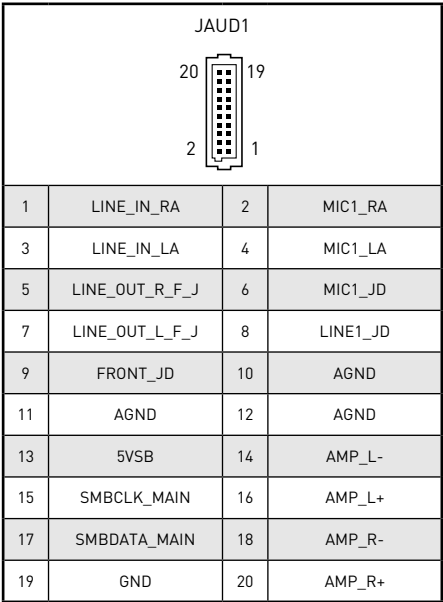 JAUD1
20 19
2 1
1 LINE_IN_RA 2 MIC1_RA
3 LINE_IN_LA 4 MIC1_LA
5 LINE_OUT_R_F_J 6 MIC1_JD
7 LINE_OUT_L_F_J 8 LINE1_JD
9 FRONT_JD 10 AGND
11 AGND 12 AGND
13 5VSB 14 AMP_L-
15 SMBCLK_MAIN 16 AMP_L+
17 SMBDATA_MAIN 18 AMP_R-
19 GND 20 AMP_R+